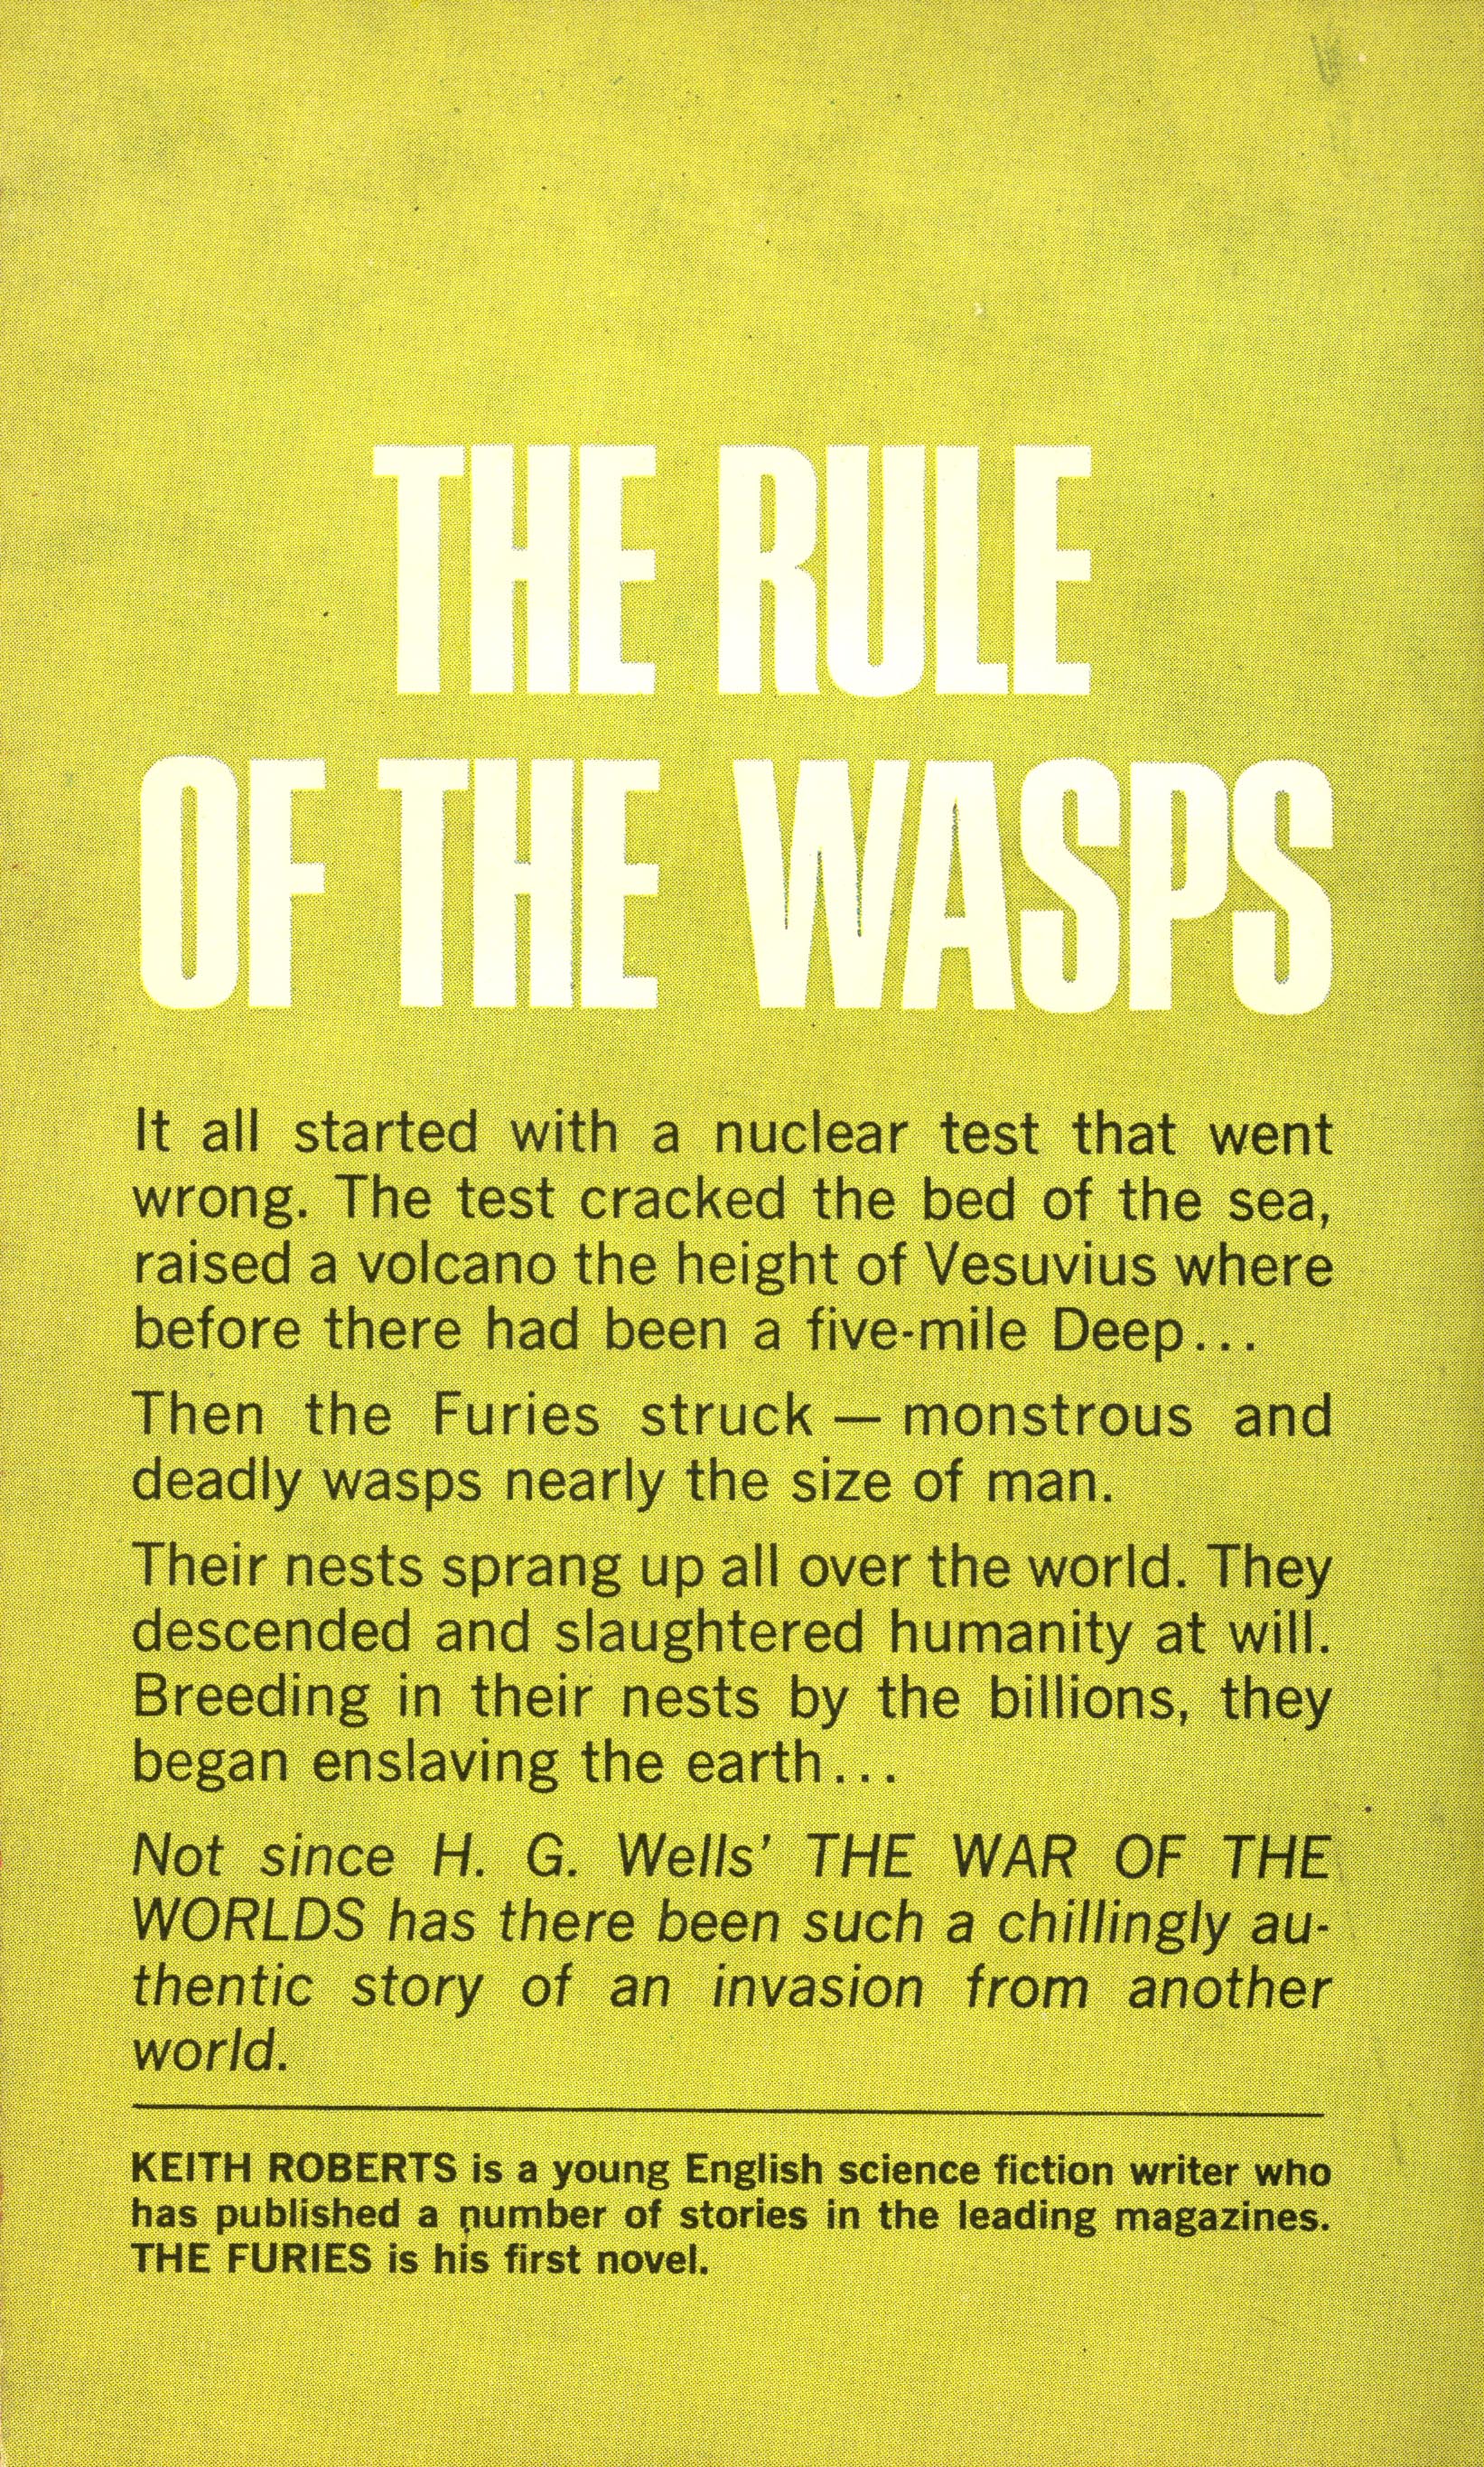 THE RULE
OF THE WASPS
It all started with a nuclear test that went
wrong. The test cracked the bed of the sea,
raised a volcano the height of Vesuvius where
before there had been a five-mile Deep...
Then the Furies struck — monstrous and
deadly wasps nearly the size of man.
Their nests sprang up all over the world. They
descended and slaughtered humanity at will.
Breeding in their nests by the billions, they
began enslaving the earth...
Not since H. G. Wells' THE WAR OF THE
WORLDS has there been such a chillingly au-
thentic story of an invasion from another
world.
KEITH ROBERTS is a young English science fiction writer who
has published a number of stories in the leading magazines.
THE FURIES is his first novel.